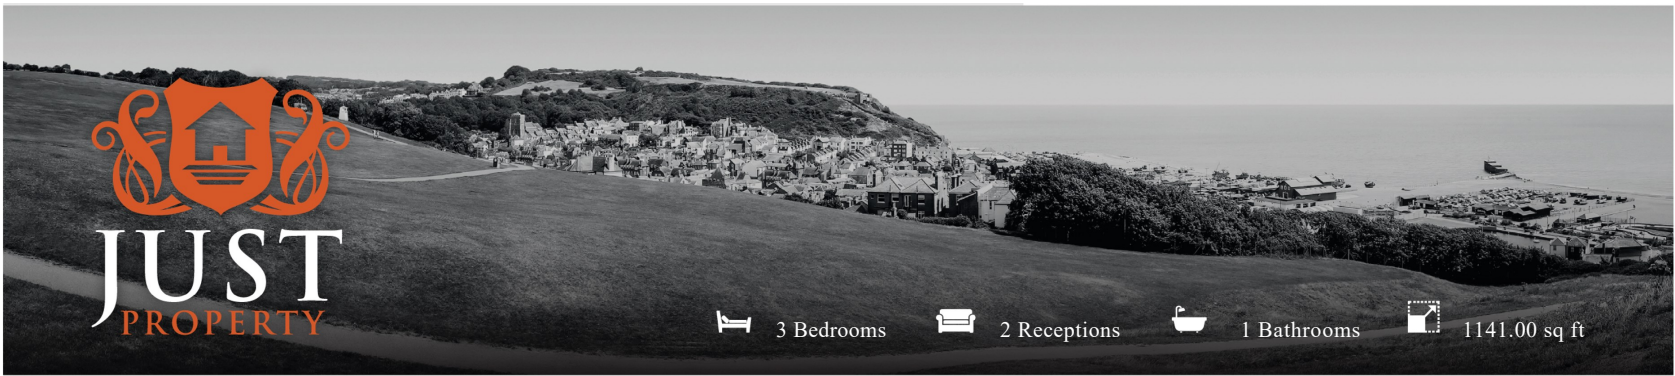 JUST
PROPERTY
3 Bedrooms
2 Receptions
1 Bathrooms
1141.00 sq ft